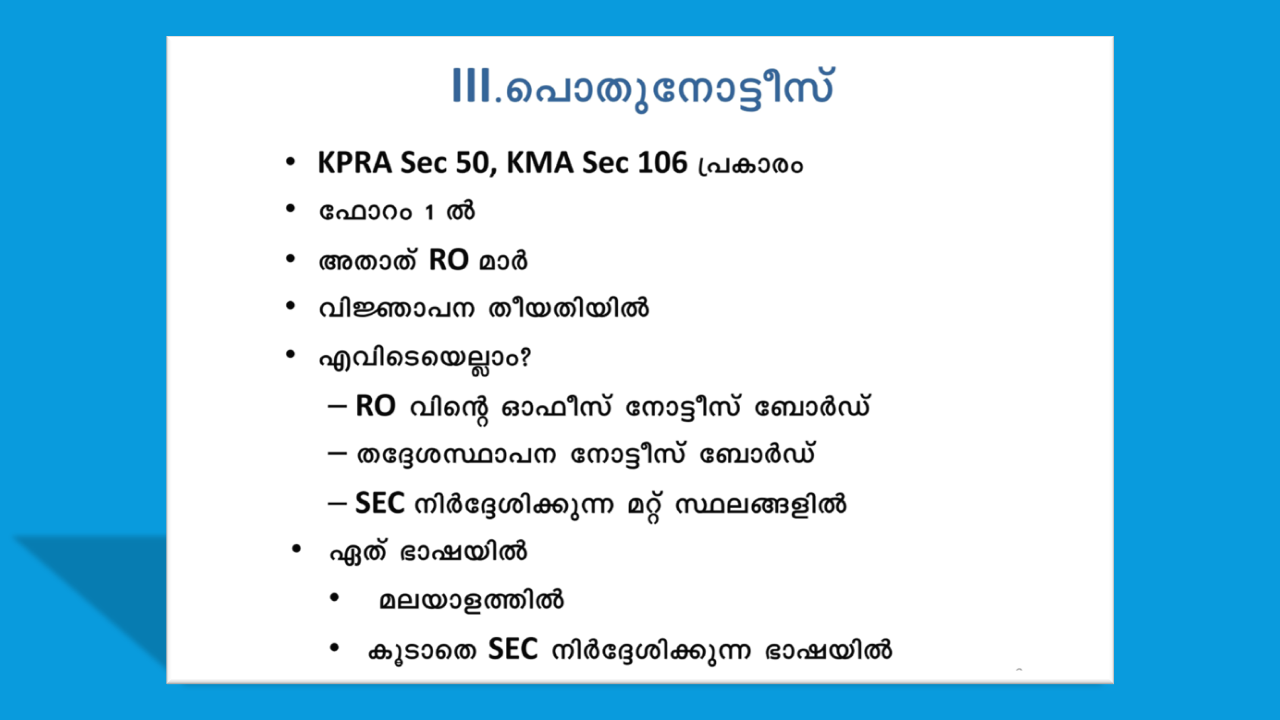 III.പൊതുനോട്ടീസ്
• KPRA Sec 50, KMA Sec 106 പ്രകാരം
• ഫോറം 1 ൽ
• അതാത് RO മാർ
• വിജ്ഞാപന തീയതിയിൽ
• എവിടെയെല്ലാം?
– RO വിന്റെ ഓഫീസ് നോട്ടീസ് ബോർഡ്
– തദ്ദേശസ്ഥാപന നോട്ടീസ് ബോർഡ്
– SEC നിർദ്ദേശിക്കുന്ന മറ്റ് സ്ഥലങ്ങളിൽ
• ഏത് ഭാഷയിൽ
• മലയാളത്തിൽ
• കൂടാതെ SEC നിർദ്ദേശിക്കുന്ന ഭാഷയിൽ